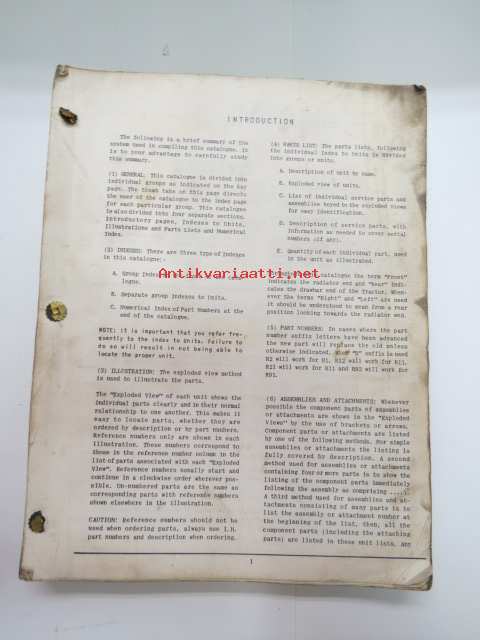 INTRODUCTION
The following is a brief summary of the
system used in compiling this catalogue. It
is to your advantage to carefully study
this summary.
(1) GENERAL: This catalogue is divided into
individual groups as indicated on the key
page. The thumb tabs on this page directs
the user of the catalogue to the index page
for each particular group. This catalogue
is also divided into four separate sections.
Introductory pages, Indexes to Units,
Illustrations and Parts Lists and Numerical
Index.
(2) INDEXES: There are three type of indexes
in this catalogue:-
A. Group Index
logue.
B. Separate group indexes to Units.
C. Numerical Index of Part Numbers at the
end of the catalogue.
NOTE: It is important that you refer fre-
quently to the index to Units. Failure to
do so will result in not being able to
locate the proper unit.
(3) ILLUSTRATION: The exploded view method
is used to illustrate the parts.
The "Exploded View" of each unit shows the
individual parts clearly and in their normal
relationship to one another. This makes it
easy to locate parts, whether they are
ordered by description or by part numbers.
Reference numbers only are shown in each
illustration. These numbers correspond to
those in the reference number column in the
list of parts associated with each "Exploded
View". Reference numbers usually start and
continue in a clockwise order wherever pos-
sible. Un-numbered parts are the same as
corresponding parts with reference numbers
shown elsewhere in the illustration.
CAUTION: Reference numbers should not be
used when ordering parts, always use I.H.
part numbers and description when ordering.
(4) PARTS LIST: The parts lists, following
the individual index to Units is divided
into groups or units.
A. Description of unit by name.
B. Exploded view of units.
C. List of individual service parts and
assemblies keyed to the exploded views
for easy identification.
D. Description of service parts, with
information as needed to cover serial
numbers (if any).
E. Quantity of each individual part, used
in the unit as illustrated.
Antikvariaatti.net
catalogue the term "Front"
indicates the radiator end and "Rear" indi-
cates the drawbar end of the tractor. When-
ever the terms "Right" and "Left" are used
it should be understood to mean from a rear
position looking towards the radiator end.
(5) PART NUMBERS: In cases where the part
number suffix letters have been advanced
the new part will replace the old unless
otherwise indicated. When "R" suffix is used
R2 will work for R1, R12 will work for R11,
R21 will work for R11 and R92 will work for
R91.
(6) ASSEMBLIES AND ATTACHMENTS: Whenever
possible the component parts of assemblies
or attachments are shown in the "Exploded
Views" by the use of brackets or arrows.
Component parts or attachments are listed
by one of the following methods. For simple
assemblies or attachments the listing is
fully covered by description. A second
method used for assemblies or attachments
containing four or more parts is to show the
listing of the component parts immediately
following the assembly as comprising .....
A third method used for assemblies and at-
tachments consisting of many parts is to
list the assembly or attachment number at
the beginning of the list, then, all the
component parts (including the attaching
parts) are listed in these unit lists. And
1